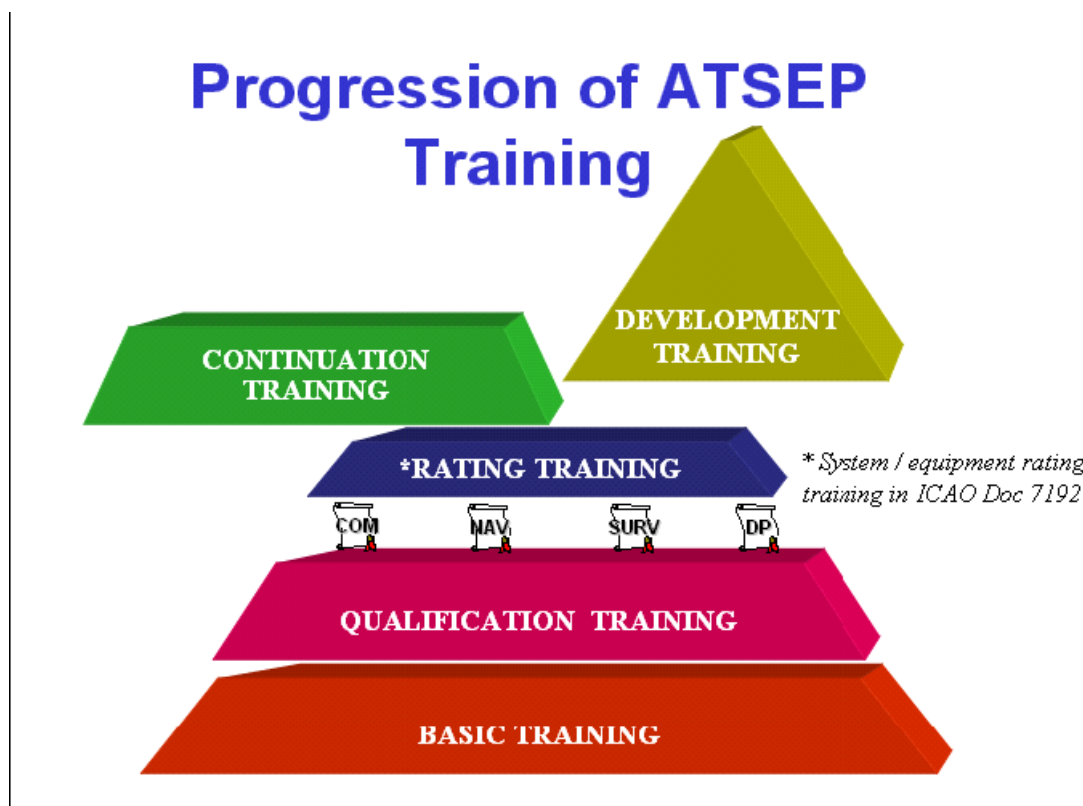 Progression of ATSEP
Training
DEVELOPMENT
TRAINING
CONTINUATION
TRAINING
*RATING TRAINING
* System / equipment rating
training in ICAO Doc 7192
COM NAV SURV DP
QUALIFICATION TRAINING
BASIC TRAINING